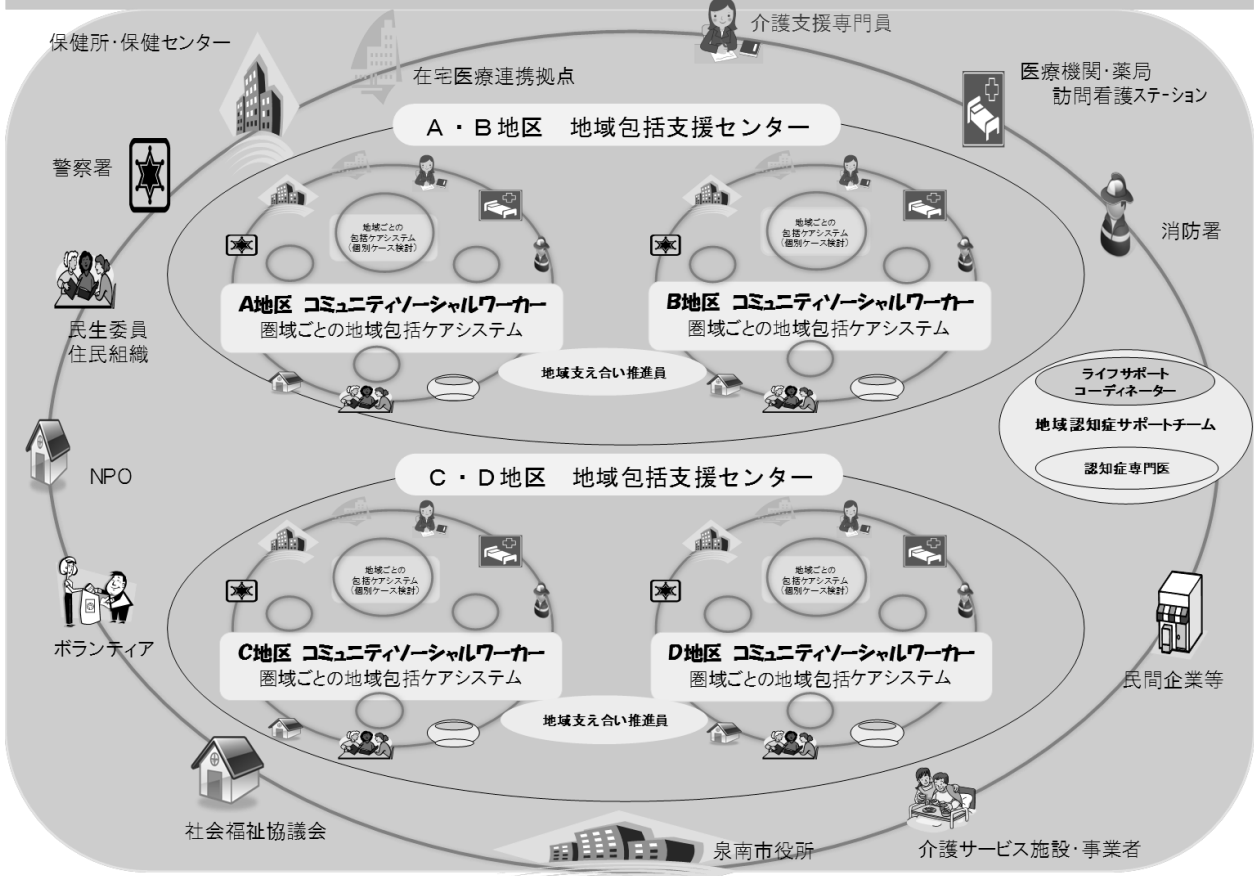 保健所・保健センター
在宅医療連携拠点
介護支援専門員
医療機関・薬局
訪問看護ステーション
警察署
消防署
民生委員
住民組織
NPO
ボランティア
社会福祉協議会
泉南市役所
介護サービス施設・事業者
民間企業等
ライフサポート
コーディネーター
地域認知症サポートチーム
認知症専門医
A・B地区 地域包括支援センター
地域ごとの
包括ケアシステム
(個別ケース検討)
A地区 コミュニティソーシャルワーカー
圏域ごとの地域包括ケアシステム
地域ごとの
包括ケアシステム
(個別ケース検討)
B地区 コミュニティソーシャルワーカー
圏域ごとの地域包括ケアシステム
地域支え合い推進員
C・D地区 地域包括支援センター
地域ごとの
包括ケアシステム
(個別ケース検討)
C地区 コミュニティソーシャルワーカー
圏域ごとの地域包括ケアシステム
地域ごとの
包括ケアシステム
(個別ケース検討)
D地区 コミュニティソーシャルワーカー
圏域ごとの地域包括ケアシステム
地域支え合い推進員